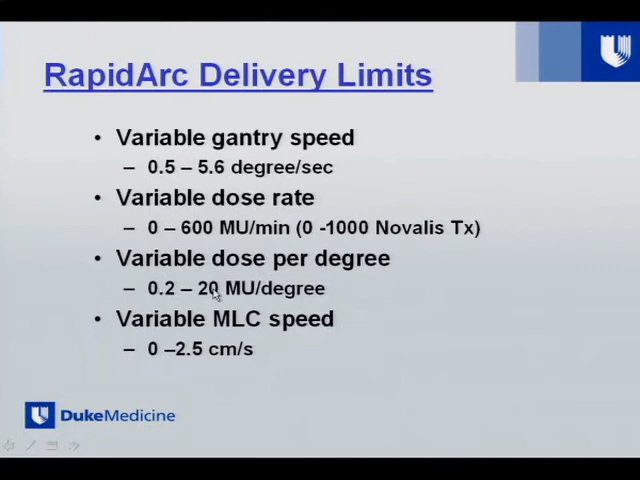 RapidArc Delivery Limits
• Variable gantry speed
– 0.5 – 5.6 degree/sec
• Variable dose rate
– 0 – 600 MU/min (0 -1000 Novalis Tx)
• Variable dose per degree
– 0.2 – 20 MU/degree
• Variable MLC speed
– 0 –2.5 cm/s
DukeMedicine